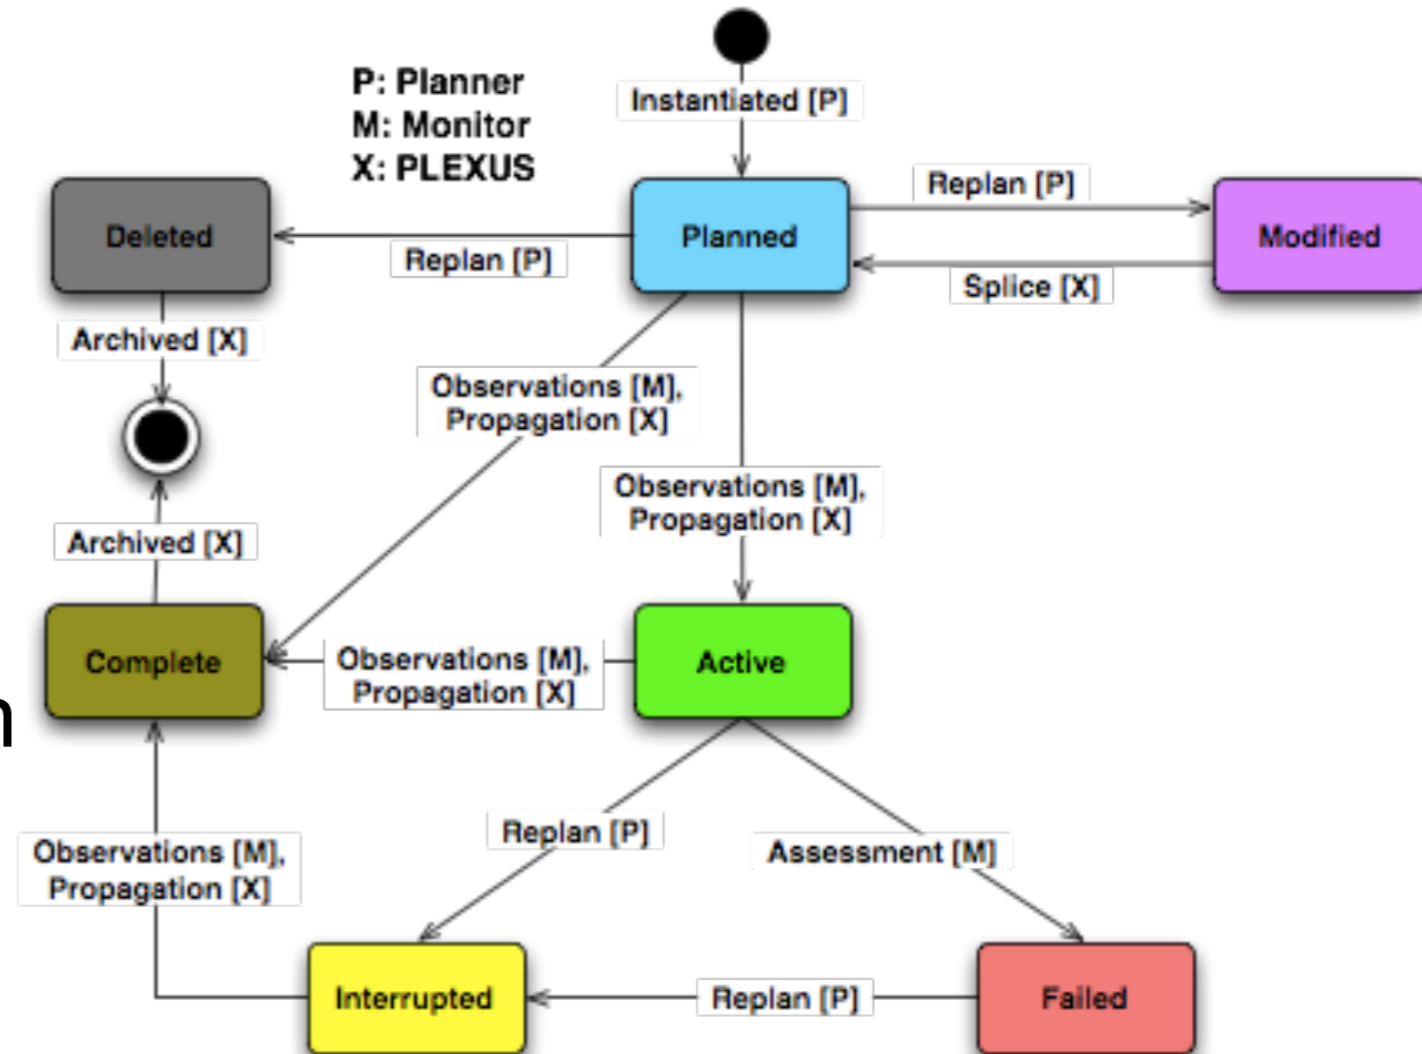 P: Planner
M: Monitor
X: PLEXUS
Instantiated [P]
Replan [P]
Deleted
Planned
Modified
Replan [P]
Splice [X]
Archived [X]
Observations [M],
Propagation [X]
Observations [M],
Propagation [X]
Archived [X]
Complete
Observations [M],
Propagation [X]
Active
n
Replan [P]
Assessment [M]
Observations [M],
Propagation [X]
Interrupted
Replan [P]
Failed